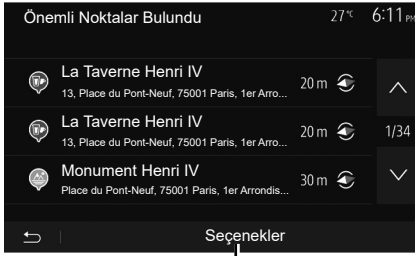 Önemli Noktalar Bulundu 27°C 6:11 PM
La Taverne Henri IV
13, Place du Pont-Neuf, 75001 Paris, 1er Arro... 20 m
La Taverne Henri IV
13, Place du Pont-Neuf, 75001 Paris, 1er Arro... 20 m
1/34
Monument Henri IV
Place du Pont-Neuf, 75001 Paris, 1er Arrondis... 30 m
Seçenekler